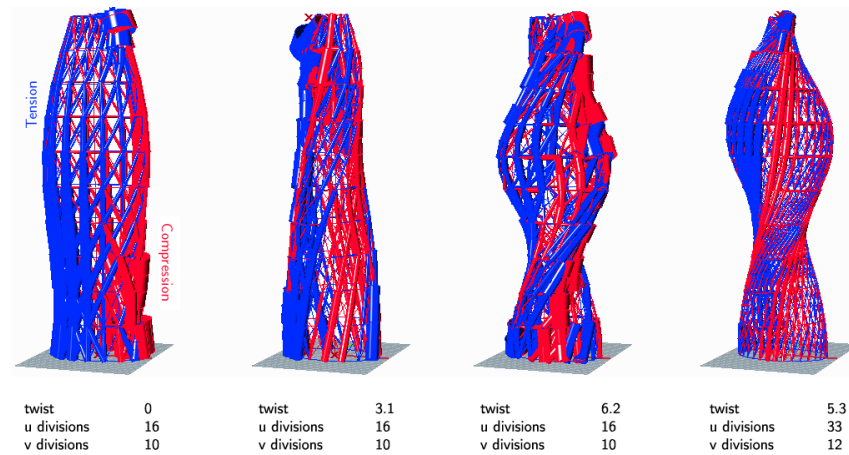 Tension
Compression
twist 0
u divisions 16
v divisions 10
twist 3.1
u divisions 16
v divisions 10
twist 6.2
u divisions 16
v divisions 10
twist 5.3
u divisions 33
v divisions 12